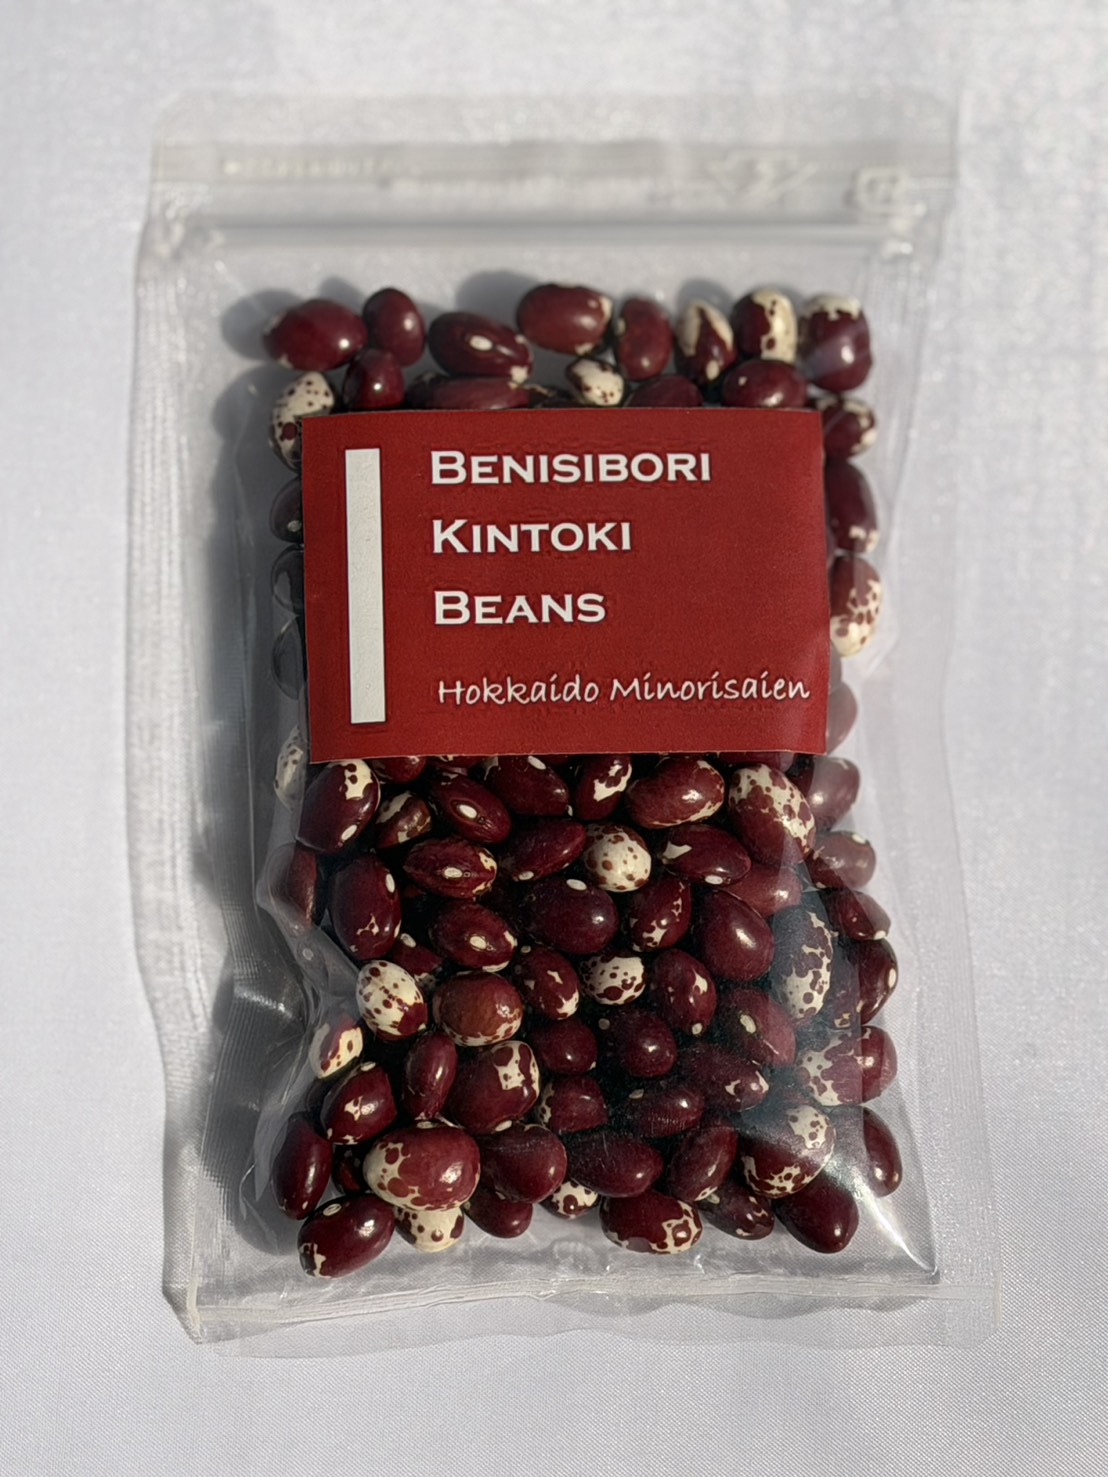 BENISIBORI
KINTOKI
BEANS
Hokkaido Minorisaien